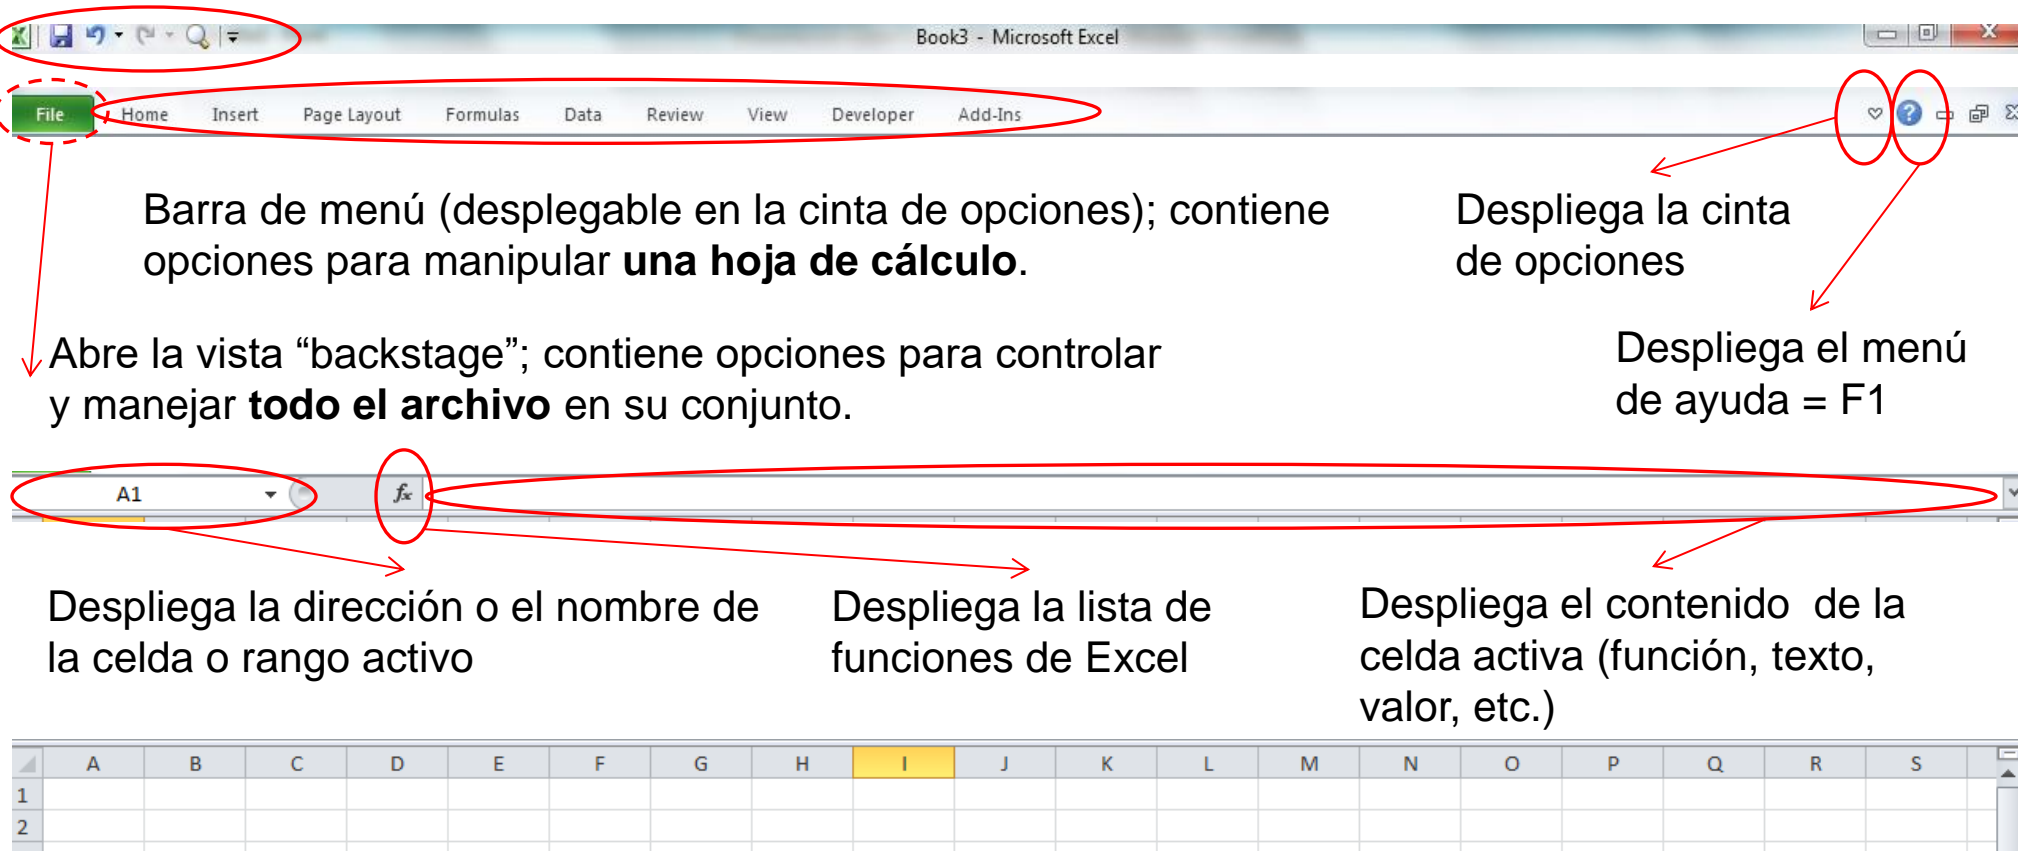 Book3 - Microsoft Excel
File Home Insert Page Layout Formulas Data Review View Developer Add-Ins
Barra de menú (desplegable en la cinta de opciones); contiene
opciones para manipular una hoja de cálculo.
Despliega la cinta
de opciones
Abre la vista “backstage”; contiene opciones para controlar
y manejar todo el archivo en su conjunto.
Despliega el menú
de ayuda = F1
A1 fx
Despliega la dirección o el nombre de
la celda o rango activo
Despliega la lista de
funciones de Excel
Despliega el contenido de la
celda activa (función, texto,
valor, etc.)
A B C D E F G H I J K L M N O P Q R S
1
2